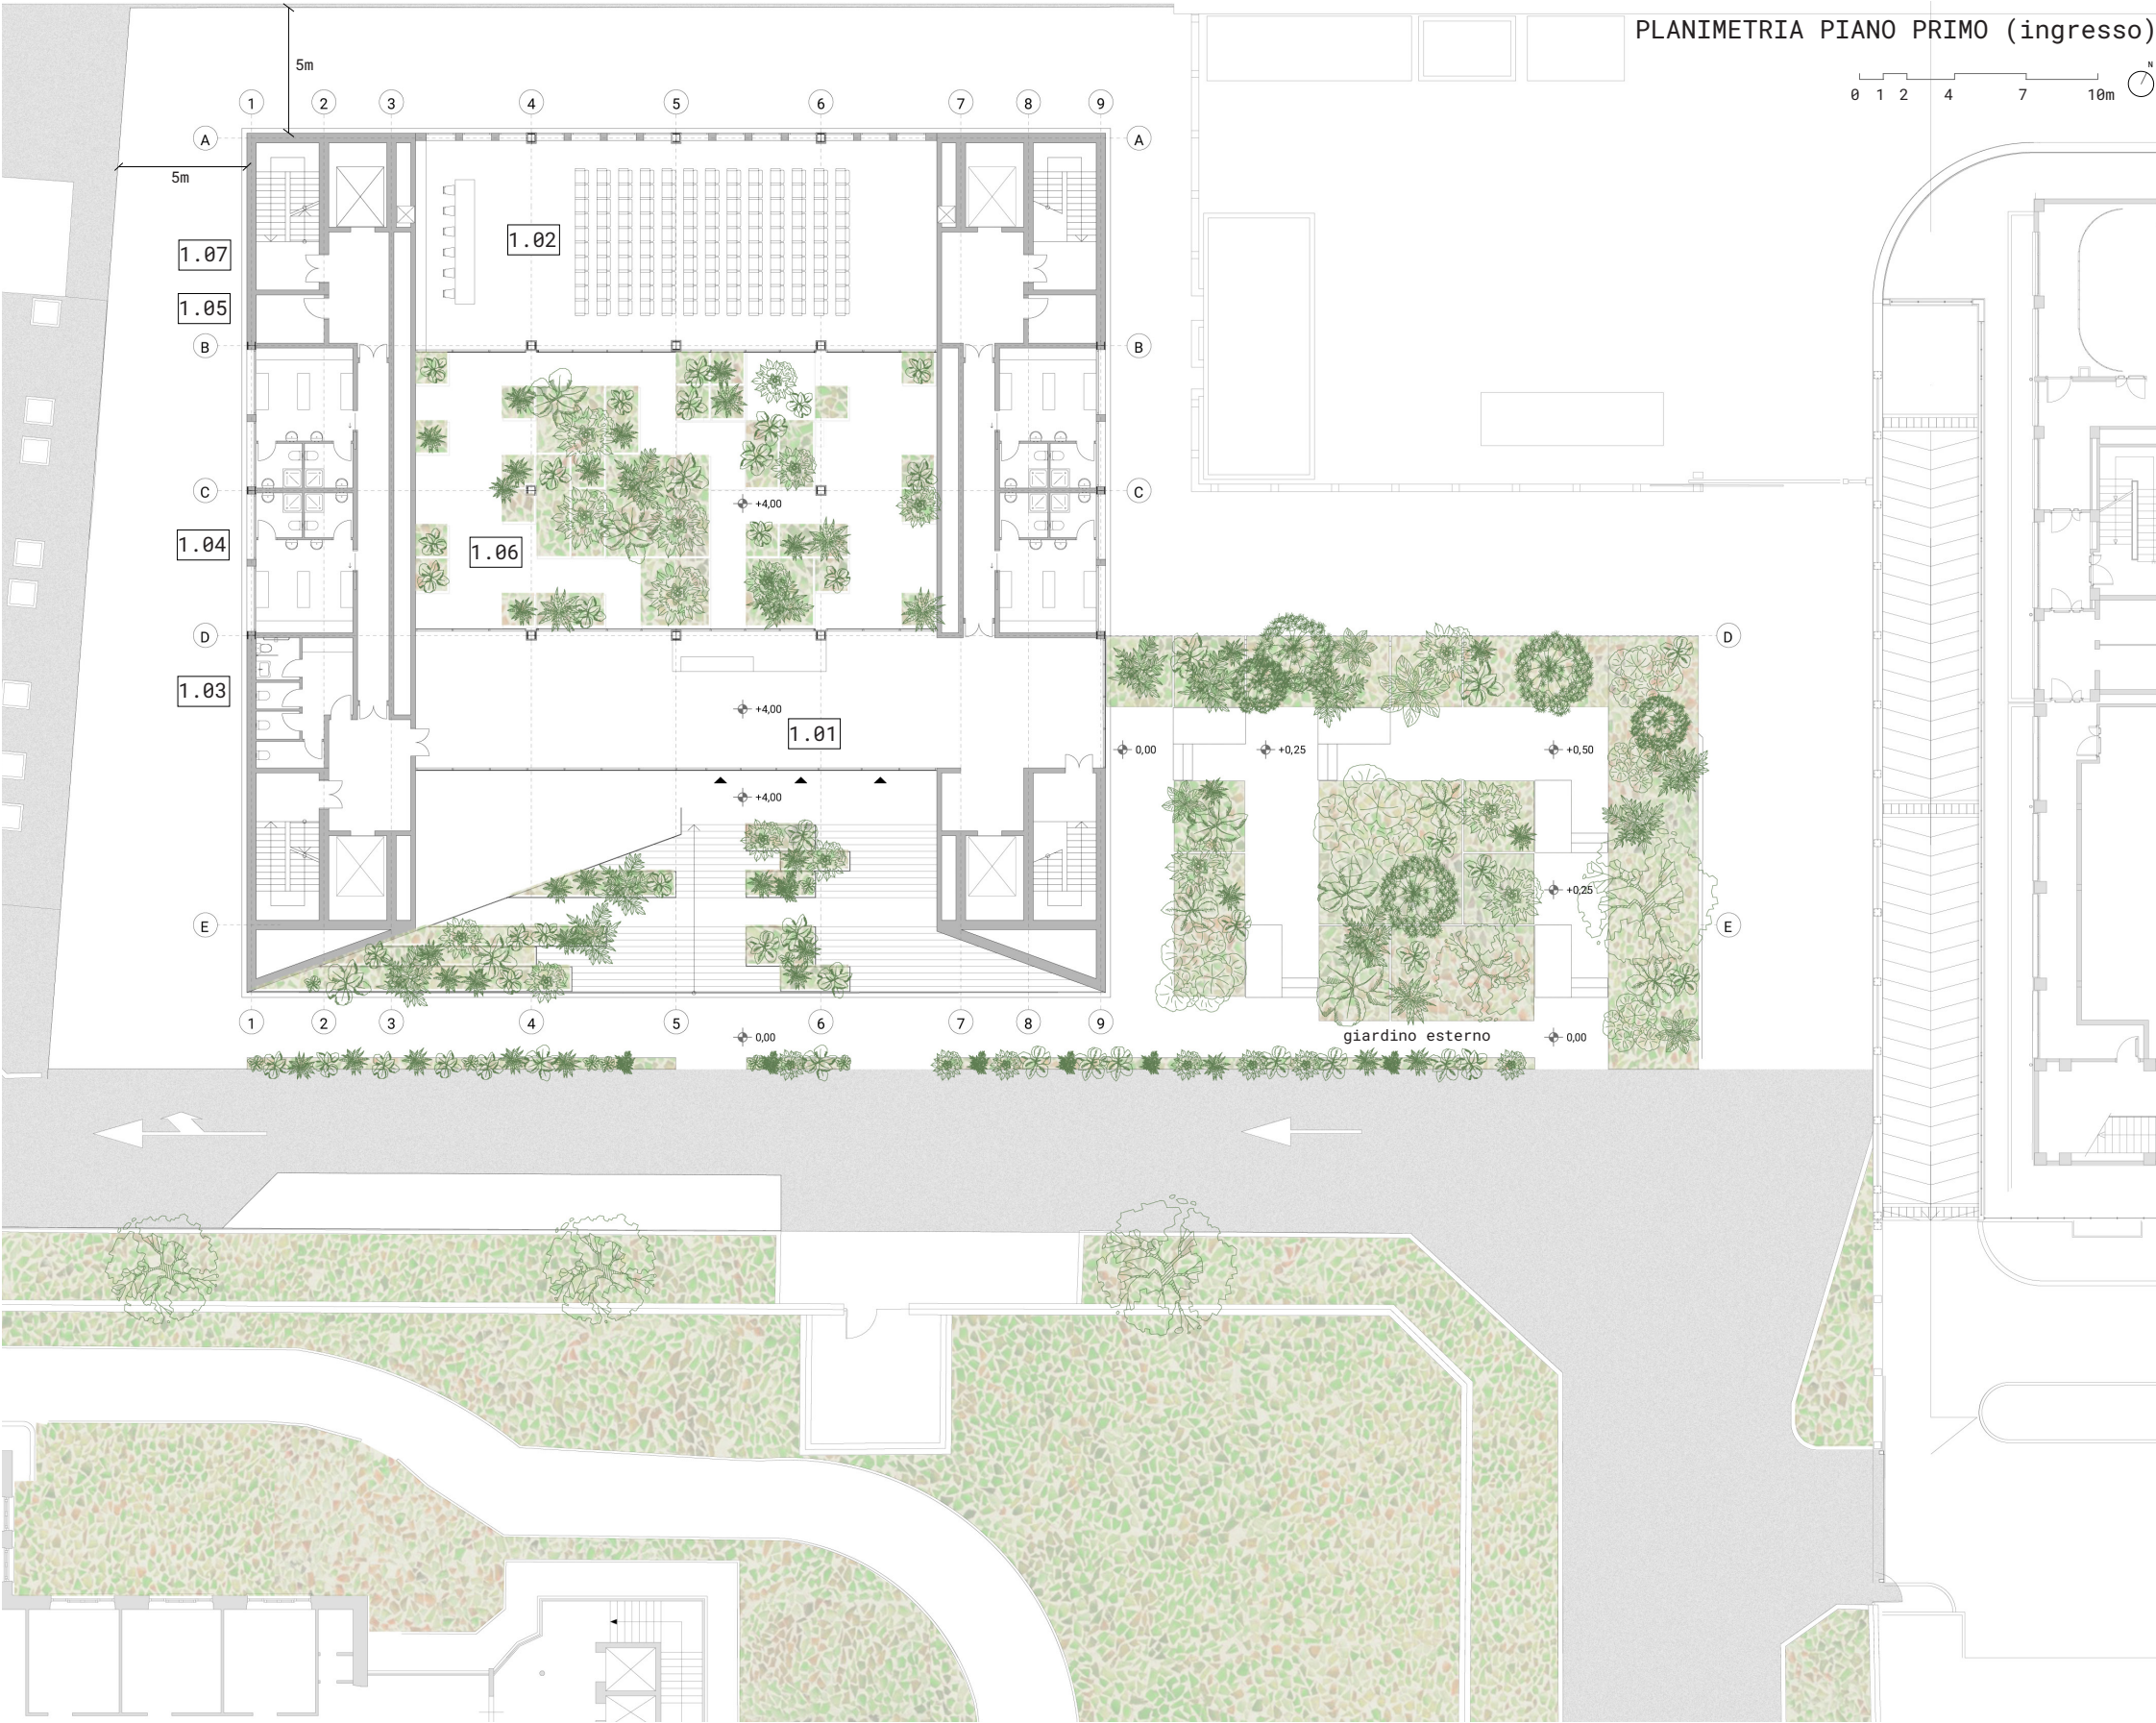 PLANIMETRIA PIANO PRIMO (ingresso)
N
0 1 2 4 7 10m
5m
1 2 3 4 5 6 7 8 9
A A
5m
1.02
1.07
1.05
B B
C C
+4,00
1.04
1.06
D D
1.03
+4,00
1.01
0,00 +0,25 +0,50
+4,00
+0,25
E E
1 2 3 4 5 6 7 8 9
0,00 giardino esterno 0,00